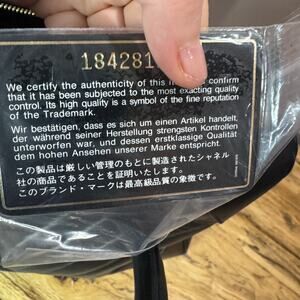 184281
We certify the authenticity of this confirm
that it has been subjected to the most exacting quality
control. Its high quality is a symbol of the fine reputation
of the Trademark.
Wir bestätigen, dass es sich um einen Artikel handelt,
der während seiner Herstellung strengsten Kontrollen
unterworfen war, und dessen erstklassige Qualität
dem hohen Ansehen unserer Marke entspricht.
この製品は厳しい管理のもとに製造されたシャネル
社の商品であることを証明いたします。
このブランド・マークは最高級品質の象徴です。